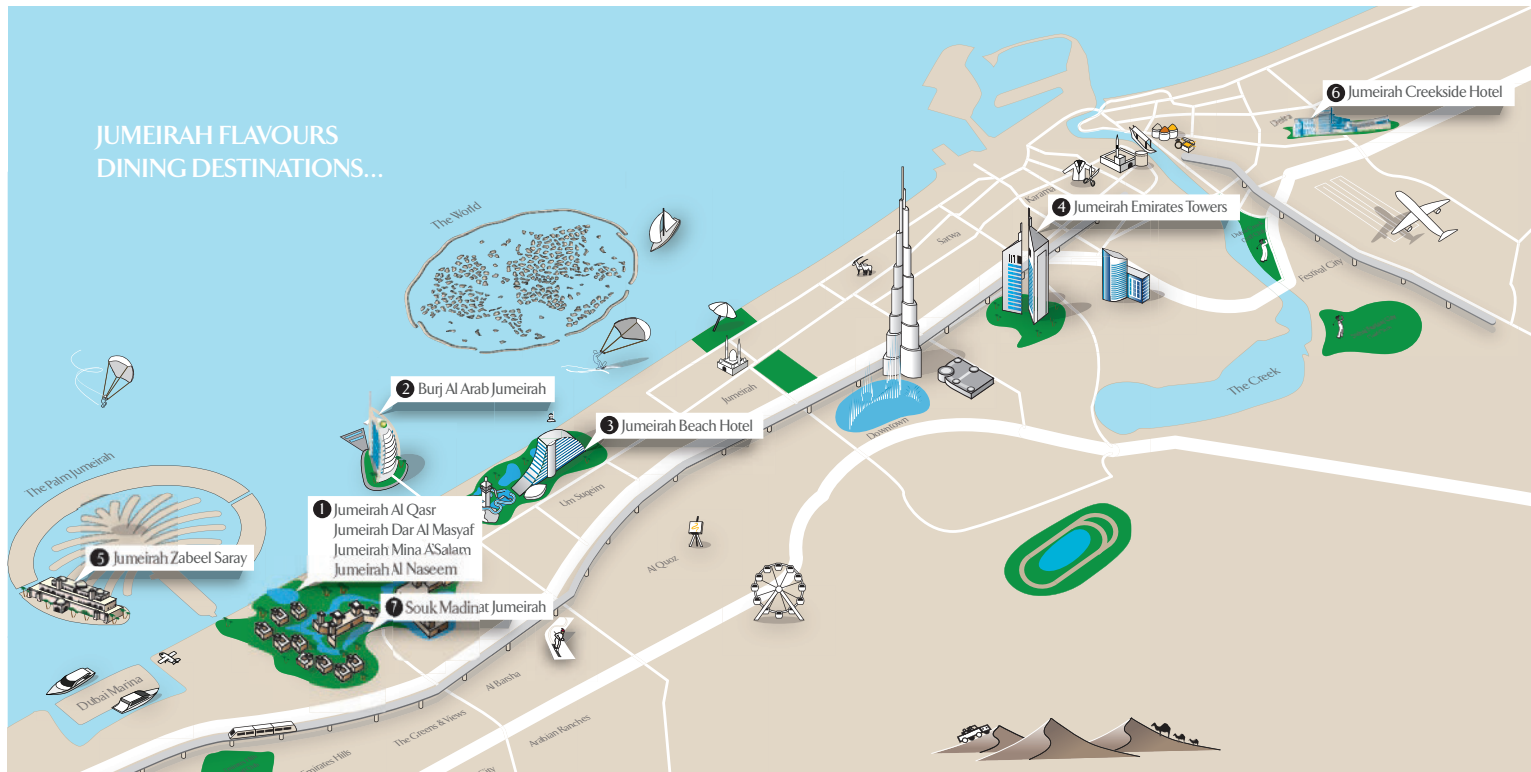 JUMEIRAH FLAVOURS
DINING DESTINATIONS...
6 Jumeirah Creekside Hotel
Deira
Karama
4 Jumeirah Emirates Towers
The World
Satwa
Festival City
The Creek
Jumeirah
Downtown
2 Burj Al Arab Jumeirah
3 Jumeirah Beach Hotel
Um Suqeim
The Palm Jumeirah
1 Jumeirah Al Qasr
Jumeirah Dar Al Masyaf
Jumeirah Mina A'Salam
Jumeirah Al Naseem
5 Jumeirah Zabeel Saray
Al Quoz
7 Souk Madinat Jumeirah
Dubai Marina
Al Barsha
The Greens & Views
Arabian Ranches
Emirates Hills
City